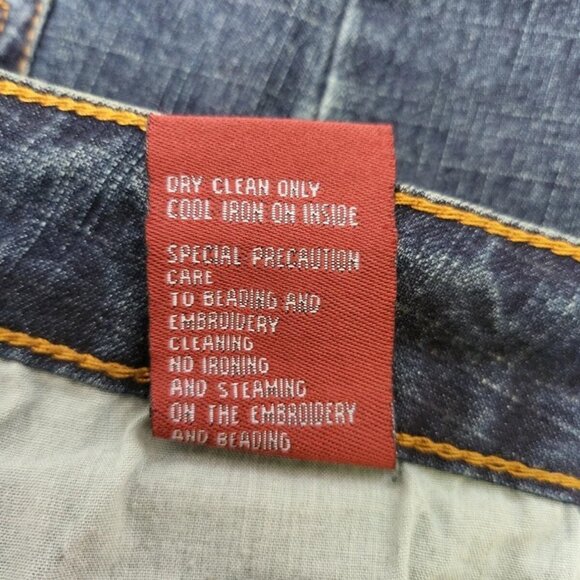 DRY CLEAN ONLY
COOL IRON ON INSIDE
SPECIAL PRECAUTION
CARE
TO BEADING AND
EMBROIDERY
CLEANING
NO IRONING
AND STEAMING
ON THE EMBROIDERY
AND BEADING